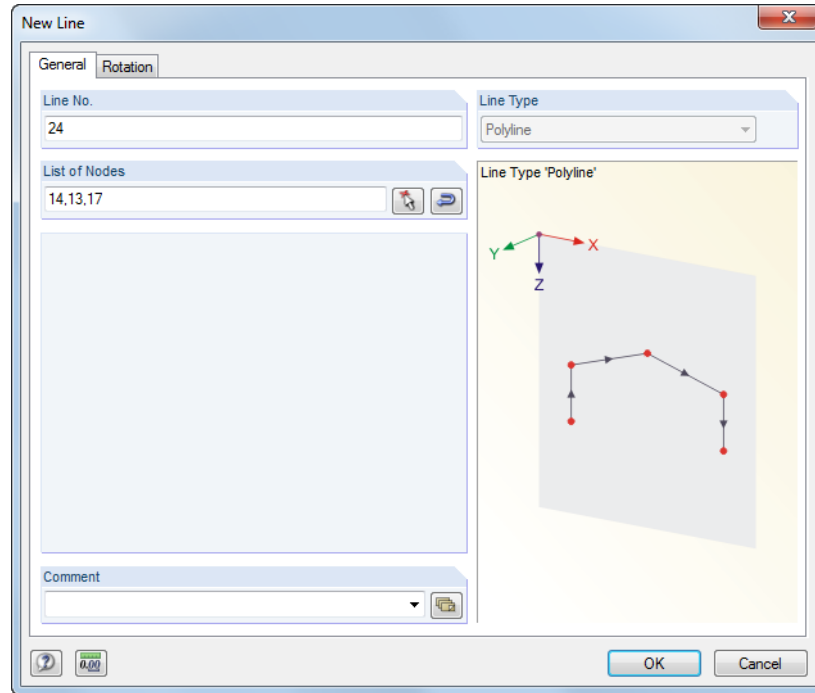 New Line
General
Rotation
Line No.
24
Line Type
Polyline
List of Nodes
14,13,17
Line Type 'Polyline'
Y
X
Z
Comment
0.00
OK
Cancel